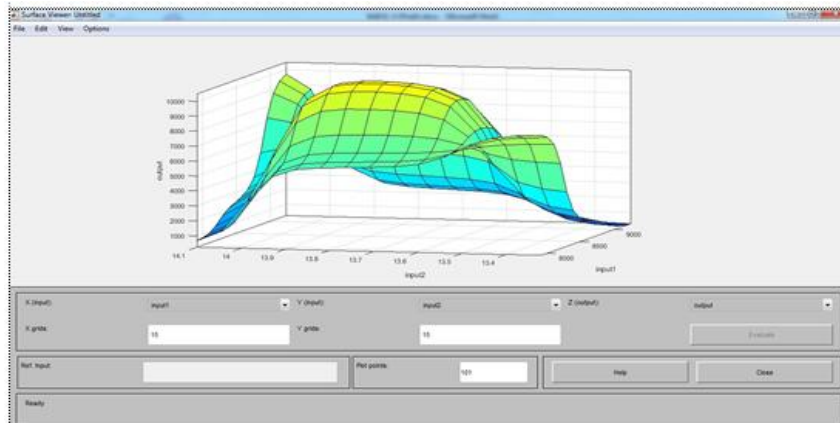 Surface Viewer: Untitled
File Edit View Options
10000
9000
8000
7000
6000
5000
4000
3000
2000
1000
output
14.1 14 13.9 13.8 13.7 13.6 13.5 13.4
input2
8000 8500 9000
input1
X (input): input1 Y (input): input2 Z (output): output
X grids: 15 Y grids: 15 Evaluate
Ref. Input: Plot points: 101 Help Close
Ready